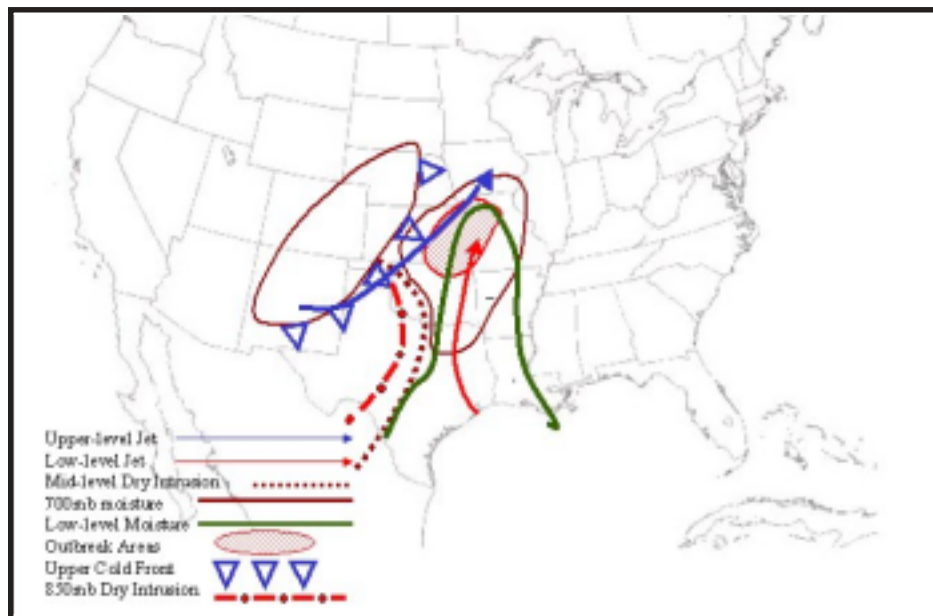 Upper-level Jet
Low-level Jet
Mid-level Dry Intrusion
700mb moisture
Low-level Moisture
Outbreak Areas
Upper Cold Front
850mb Dry Intrusion